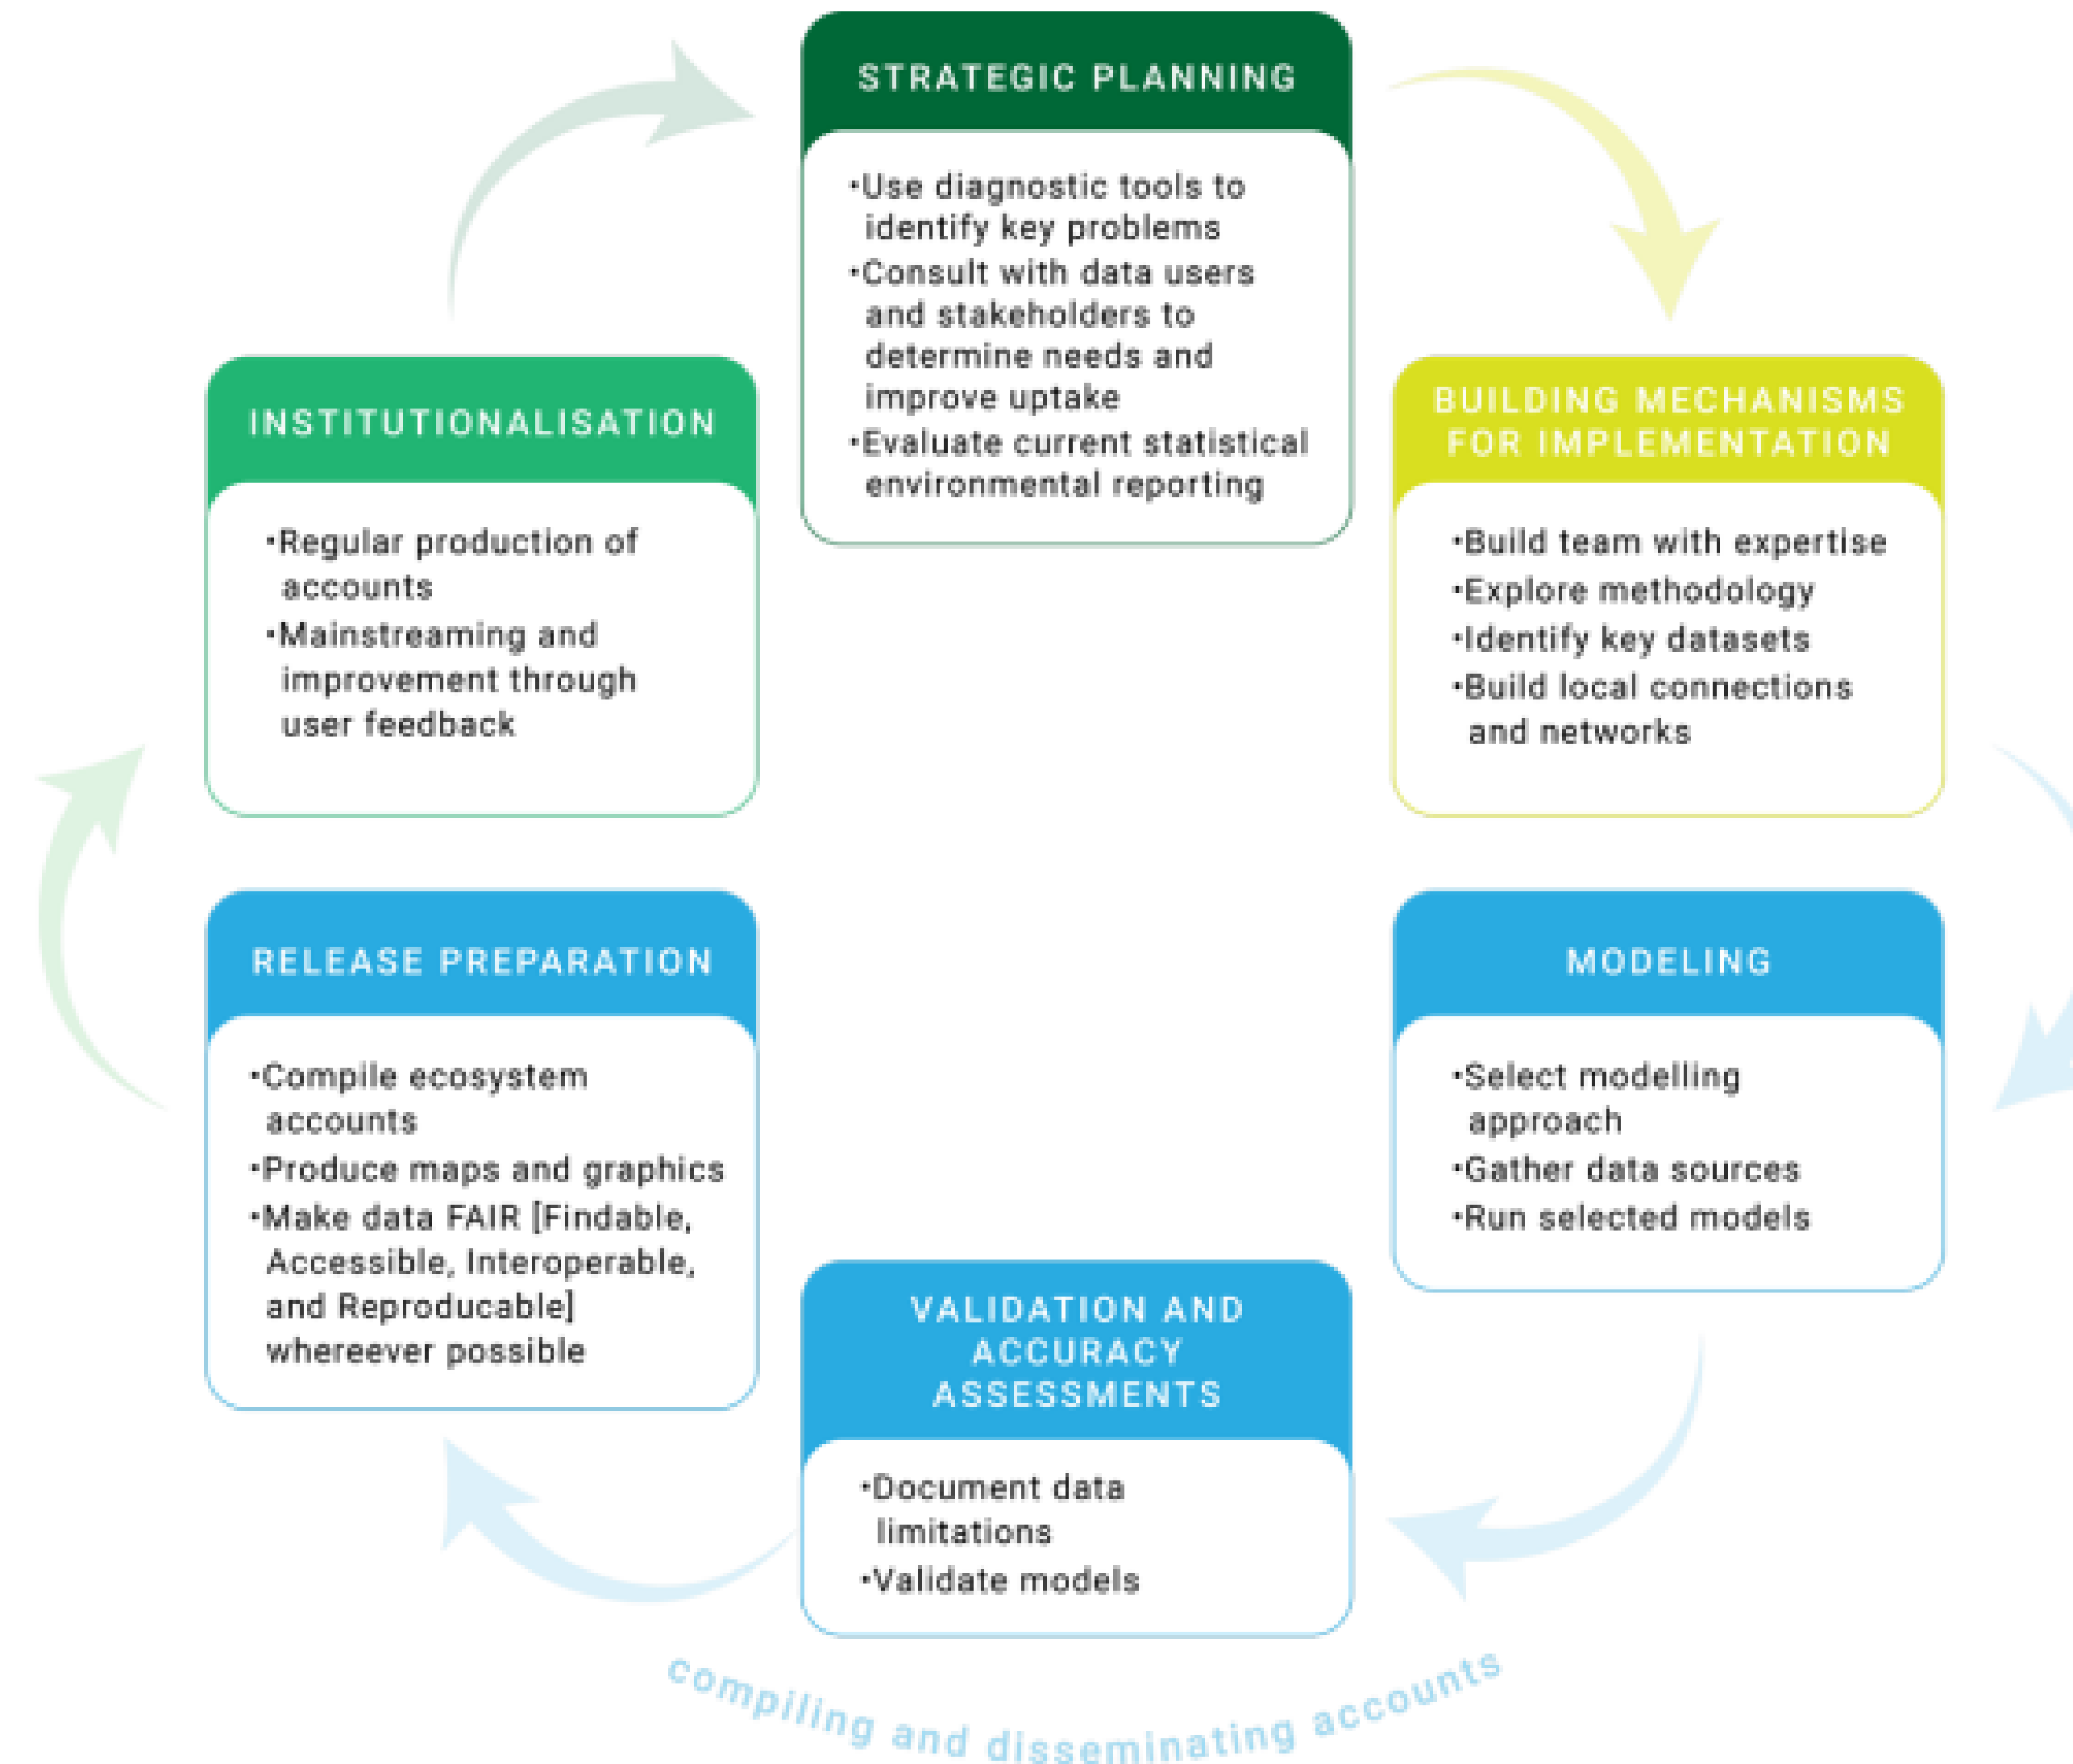 STRATEGIC PLANNING
•Use diagnostic tools to
identify key problems
•Consult with data users
and stakeholders to
determine needs and
improve uptake
•Evaluate current statistical
environmental reporting
BUILDING MECHANISMS
FOR IMPLEMENTATION
•Build team with expertise
•Explore methodology
•Identify key datasets
•Build local connections
and networks
MODELING
•Select modelling
approach
•Gather data sources
•Run selected models
VALIDATION AND
ACCURACY
ASSESSMENTS
•Document data
limitations
•Validate models
RELEASE PREPARATION
•Compile ecosystem
accounts
•Produce maps and graphics
•Make data FAIR [Findable,
Accessible, Interoperable,
and Reproducable]
whereever possible
INSTITUTIONALISATION
•Regular production of
accounts
•Mainstreaming and
improvement through
user feedback
compiling and disseminating accounts